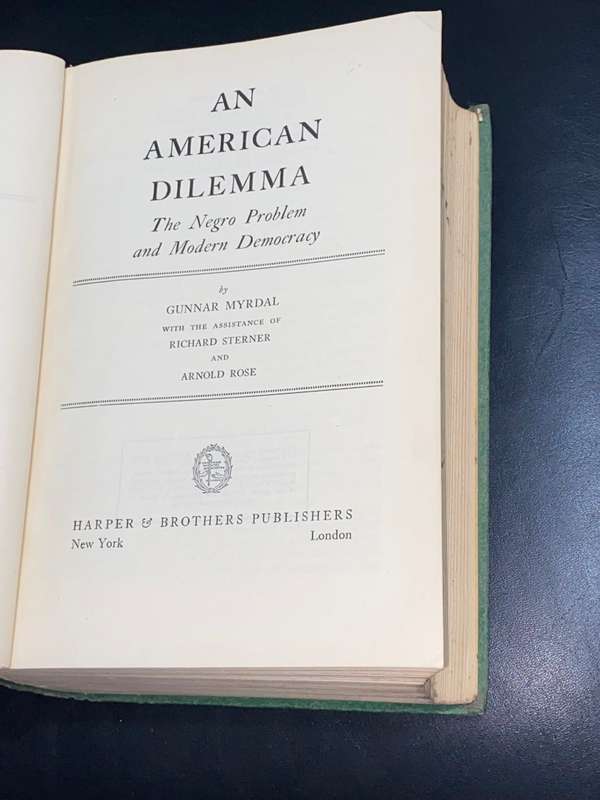 AN
AMERICAN
DILEMMA
The Negro Problem
and Modern Democracy
by
GUNNAR MYRDAL
WITH THE ASSISTANCE OF
RICHARD STERNER
AND
ARNOLD ROSE
HARPER & BROTHERS PUBLISHERS
New York London